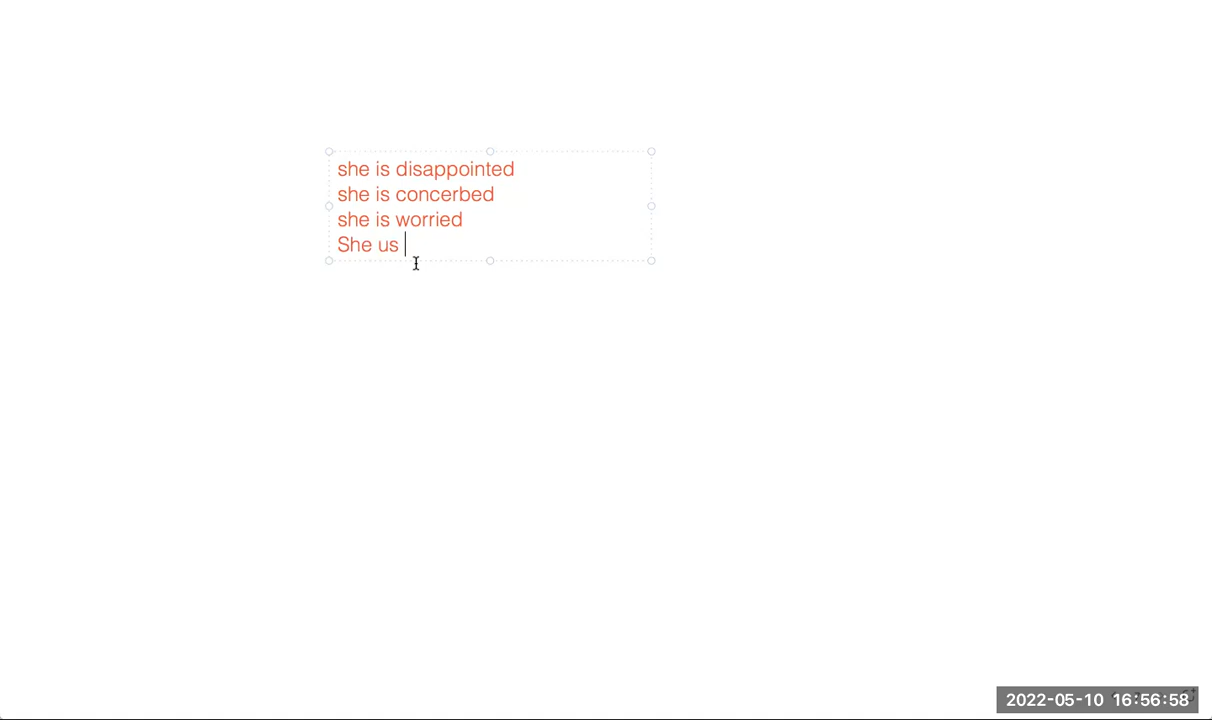 she is disappointed
she is concerbed
she is worried
She us
2022-05-10 16:56:58